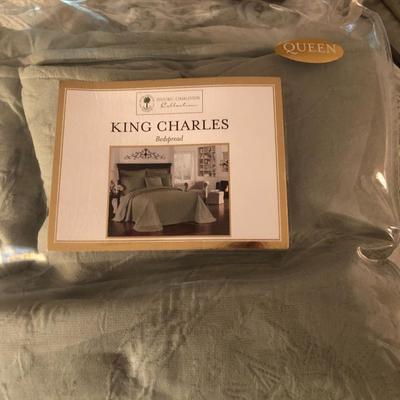 QUEEN
HISTORIC CHARLESTON
Collection
KING CHARLES
Bedspread